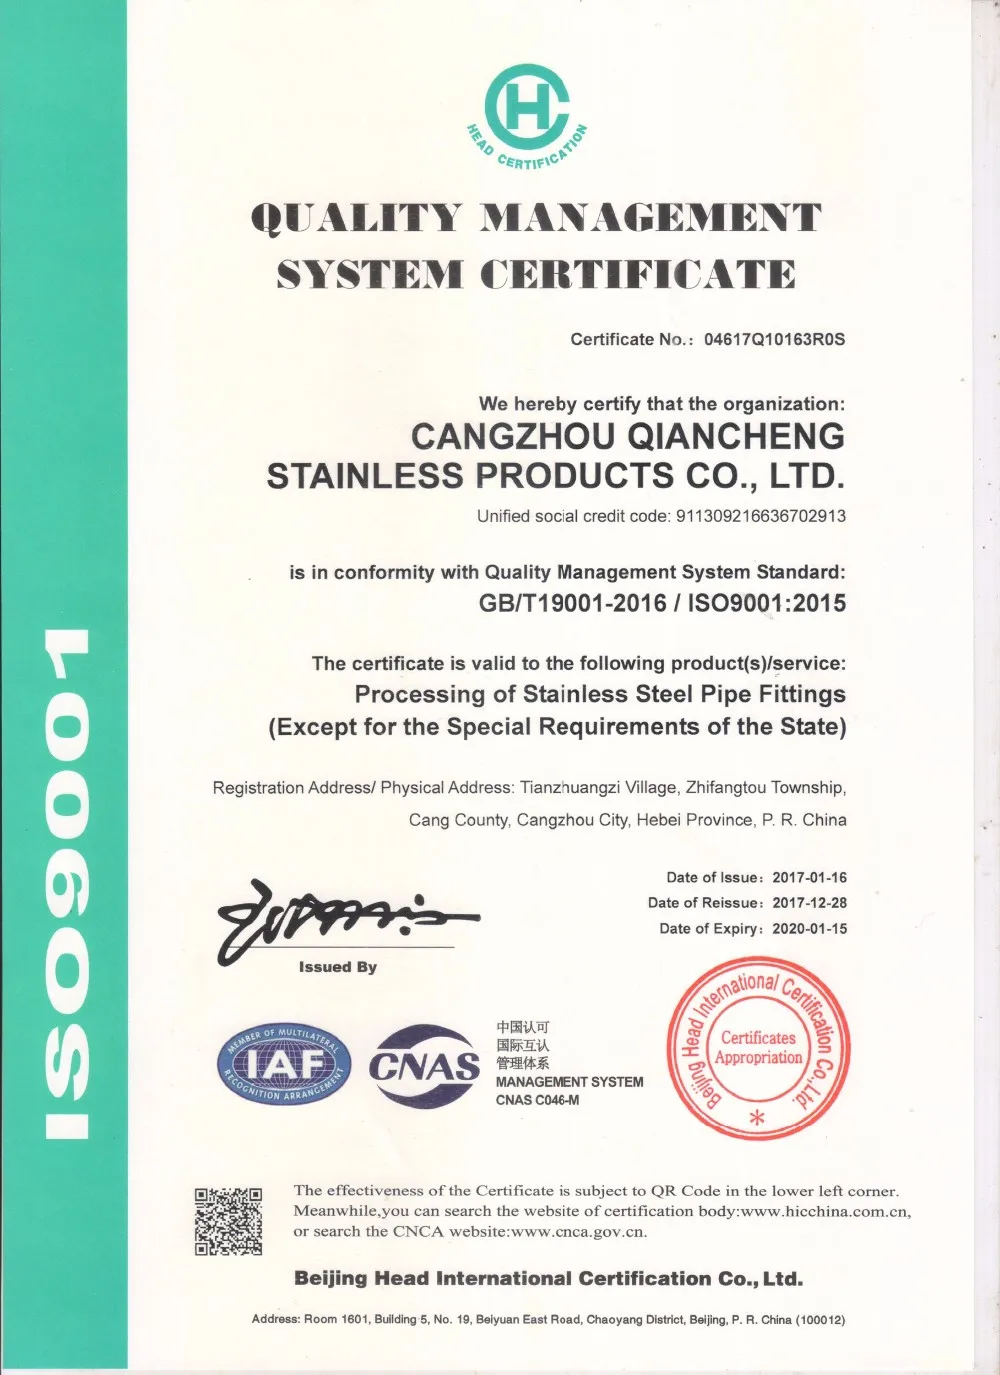 HEAD CERTIFICATION
QUALITY MANAGEMENT
SYSTEM CERTIFICATE
Certificate No.: 04617Q10163R0S
We hereby certify that the organization:
CANGZHOU QIANCHENG
STAINLESS PRODUCTS CO., LTD.
Unified social credit code: 911309216636702913
is in conformity with Quality Management System Standard:
GB/T19001-2016 / ISO9001:2015
The certificate is valid to the following product(s)/service:
Processing of Stainless Steel Pipe Fittings
(Except for the Special Requirements of the State)
Registration Address/ Physical Address: Tianzhuangzi Village, Zhifangtou Township,
Cang County, Cangzhou City, Hebei Province, P. R. China
Date of Issue: 2017-01-16
Date of Reissue: 2017-12-28
Date of Expiry: 2020-01-15
Issued By
ISO9001
MEMBER OF MULTILATERAL
IAF
RECOGNITION ARRANGEMENT
CNAS
中国认可
国际互认
管理体系
MANAGEMENT SYSTEM
CNAS C046-M
Beijing Head International Certification Co.,Ltd.
Certificates
Appropriation
The effectiveness of the Certificate is subject to QR Code in the lower left corner.
Meanwhile,you can search the website of certification body:www.hicchina.com.cn,
or search the CNCA website:www.cnca.gov.cn.
Beijing Head International Certification Co., Ltd.
Address: Room 1601, Building 5, No. 19, Beiyuan East Road, Chaoyang District, Beijing, P. R. China (100012)